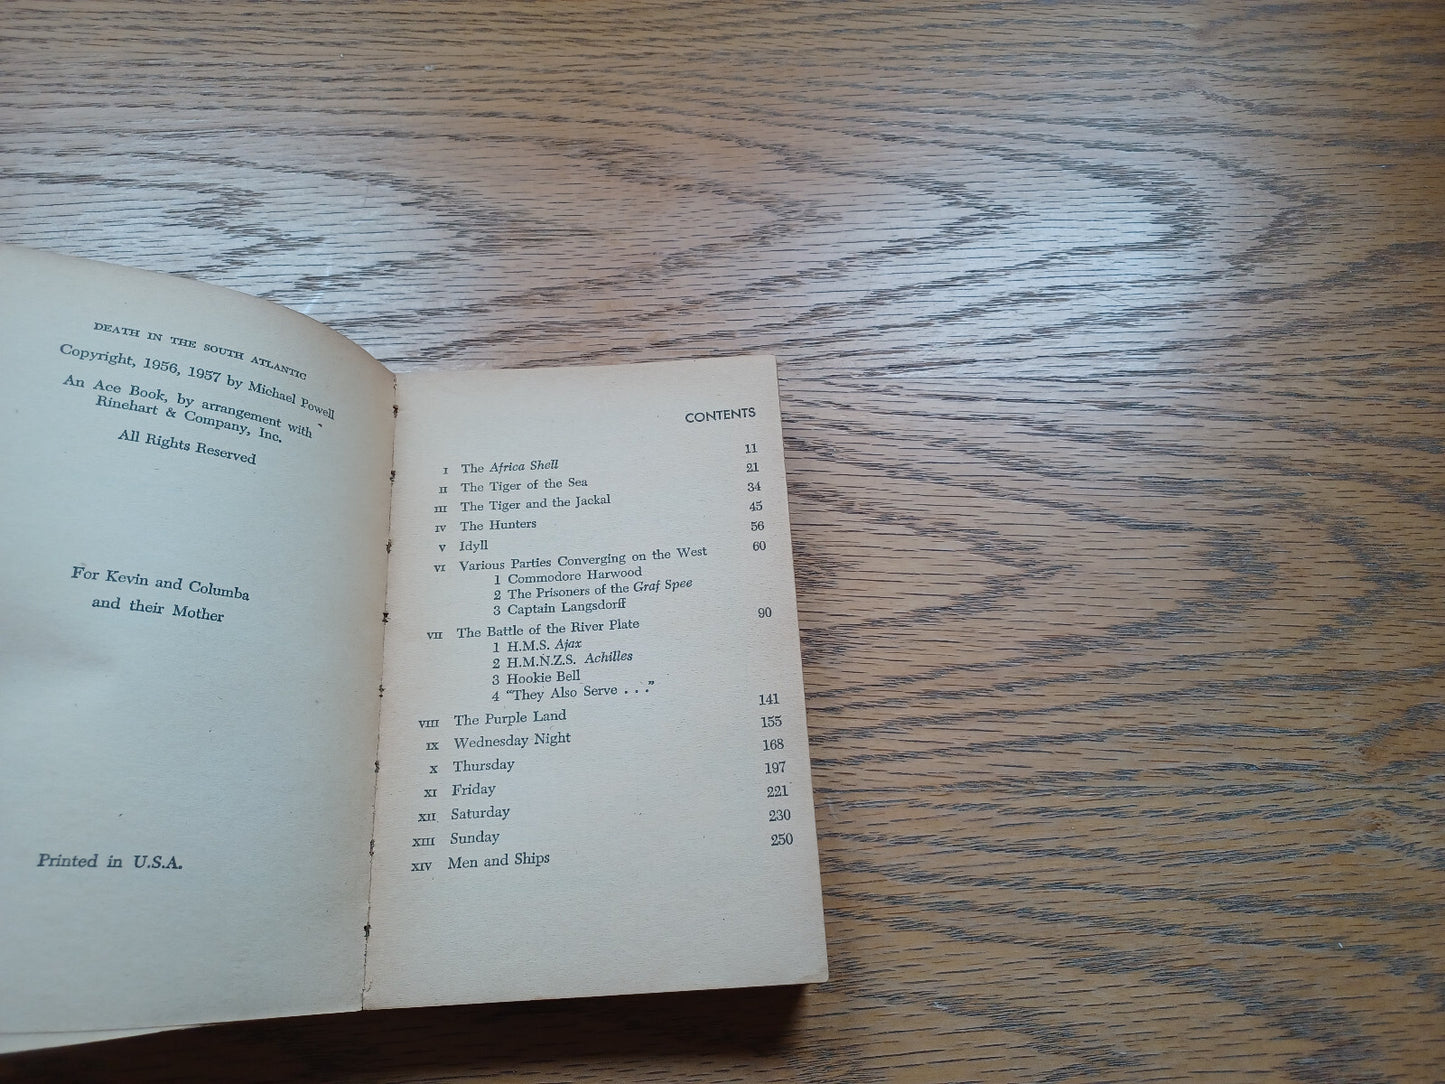 DEATH IN THE SOUTH ATLANTIC
Copyright, 1956, 1957 by Michael Powell
An Ace Book, by arrangement with
Rinehart & Company, Inc.
All Rights Reserved
For Kevin and Columba
and their Mother
Printed in U.S.A.
CONTENTS
I The Africa Shell 11
II The Tiger of the Sea 21
III The Tiger and the Jackal 34
IV The Hunters 45
V Idyll 56
VI Various Parties Converging on the West 60
1 Commodore Harwood
2 The Prisoners of the Graf Spee
3 Captain Langsdorff
VII The Battle of the River Plate 90
1 H.M.S. Ajax
2 H.M.N.Z.S. Achilles
3 Hookie Bell
4 "They Also Serve . . ."
VIII The Purple Land 141
IX Wednesday Night 155
X Thursday 168
XI Friday 197
XII Saturday 221
XIII Sunday 230
XIV Men and Ships 250